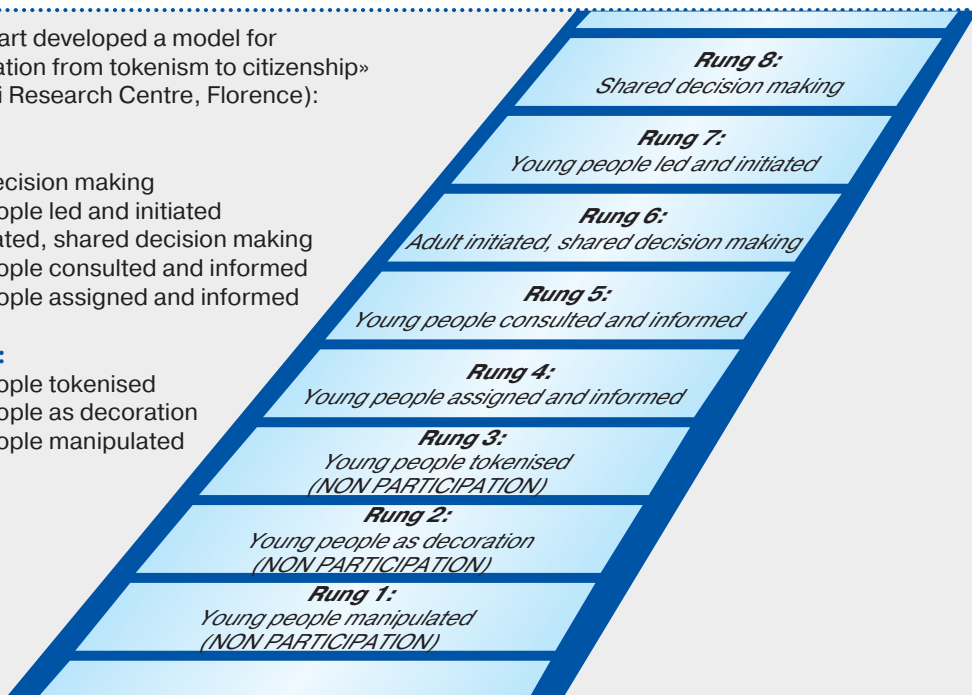 art developed a model for
ation from tokenism to citizenship»
i Research Centre, Florence):
ecision making
ople led and initiated
ated, shared decision making
ople consulted and informed
ople assigned and informed
:
ople tokenised
ople as decoration
ople manipulated
Rung 8:
Shared decision making
Rung 7:
Young people led and initiated
Rung 6:
Adult initiated, shared decision making
Rung 5:
Young people consulted and informed
Rung 4:
Young people assigned and informed
Rung 3:
Young people tokenised
(NON PARTICIPATION)
Rung 2:
Young people as decoration
(NON PARTICIPATION)
Rung 1:
Young people manipulated
(NON PARTICIPATION)